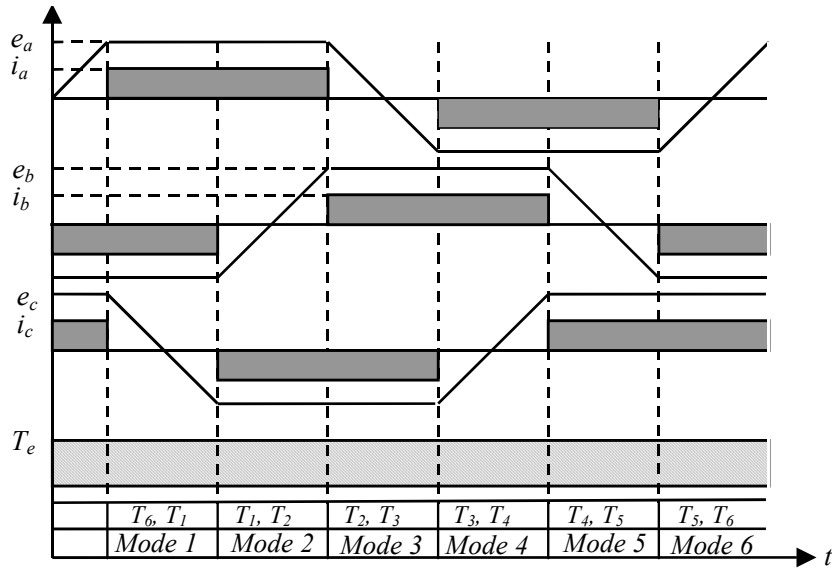 e_a
i_a
e_b
i_b
e_c
i_c
T_e
T_6, T_1 T_1, T_2 T_2, T_3 T_3, T_4 T_4, T_5 T_5, T_6
Mode 1 Mode 2 Mode 3 Mode 4 Mode 5 Mode 6
t